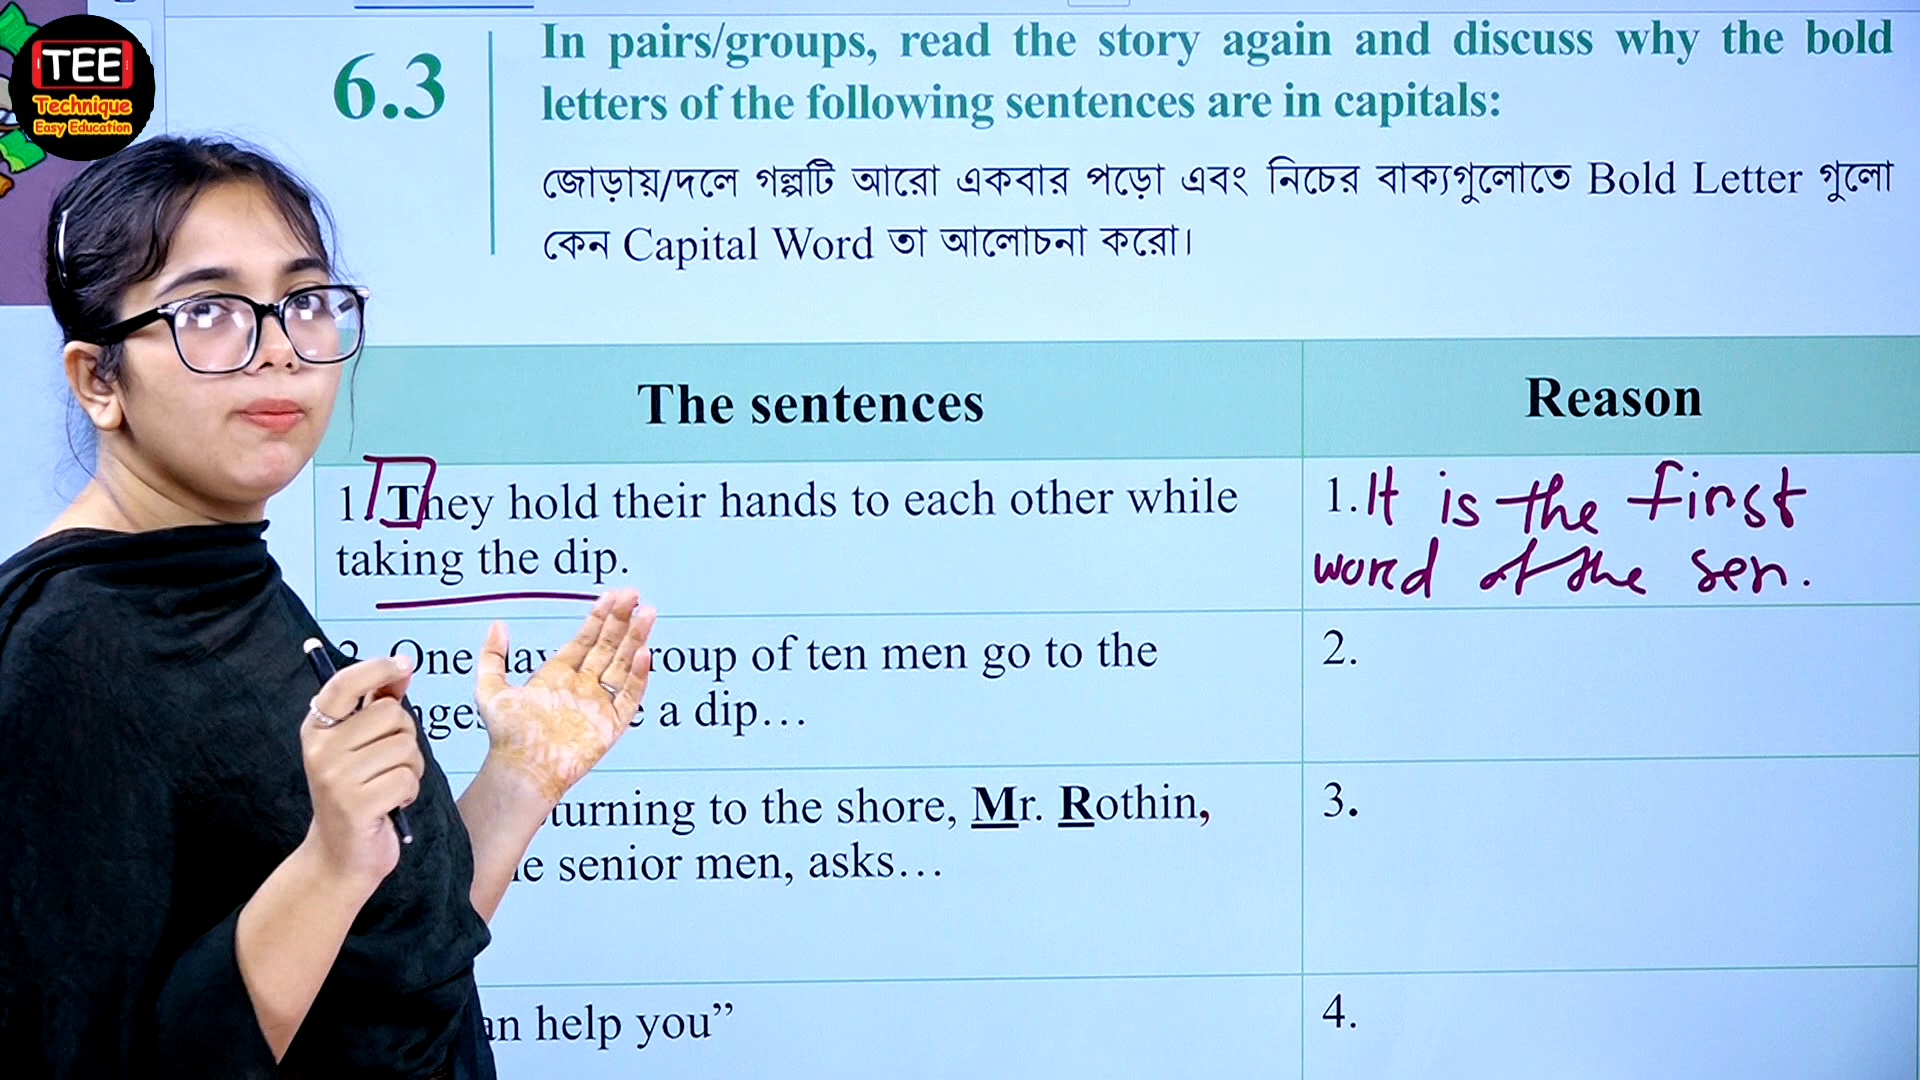 TEE
Technique
Easy Education
6.3
In pairs/groups, read the story again and discuss why the bold
letters of the following sentences are in capitals:
জোড়ায়/দলে গল্পটি আরো একবার পড়ো এবং নিচের বাক্যগুলোতে Bold Letter গুলো
কেন Capital Word তা আলোচনা করো।
The sentences
Reason
1. They hold their hands to each other while
taking the dip.
1. It is the first
word of the sen.
2. One of ten men go to the
a dip...
2.
to the shore, Mr. Rothin,
senior men, asks...
3.
help you”
4.